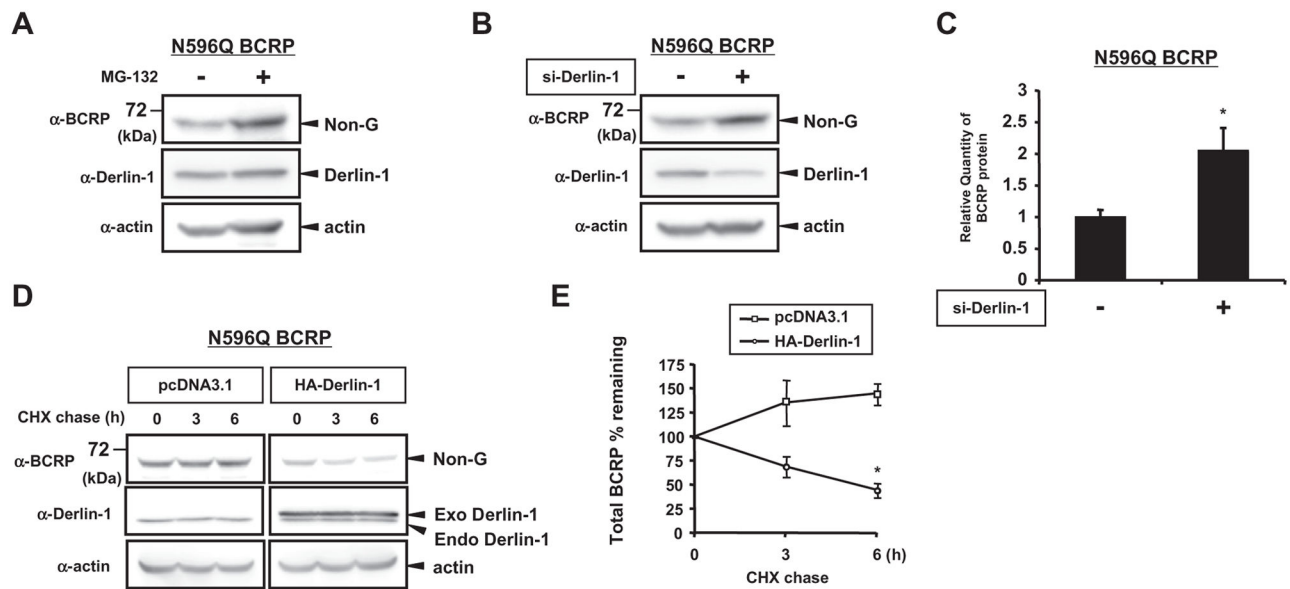 A
N596Q BCRP
MG-132 - +
α-BCRP
72
(kDa)
Non-G
α-Derlin-1
Derlin-1
α-actin
actin
B
N596Q BCRP
si-Derlin-1 - +
α-BCRP
72
(kDa)
Non-G
α-Derlin-1
Derlin-1
α-actin
actin
C
N596Q BCRP
Relative Quantity of
BCRP protein
3
2.5
2
1.5
1
0.5
0
*
si-Derlin-1 - +
D
N596Q BCRP
pcDNA3.1 HA-Derlin-1
CHX chase (h) 0 3 6 0 3 6
α-BCRP
72
(kDa)
Non-G
α-Derlin-1
Exo Derlin-1
Endo Derlin-1
α-actin
actin
E
pcDNA3.1
HA-Derlin-1
Total BCRP % remaining
175
150
125
100
75
50
25
0
*
0 3 6 (h)
CHX chase